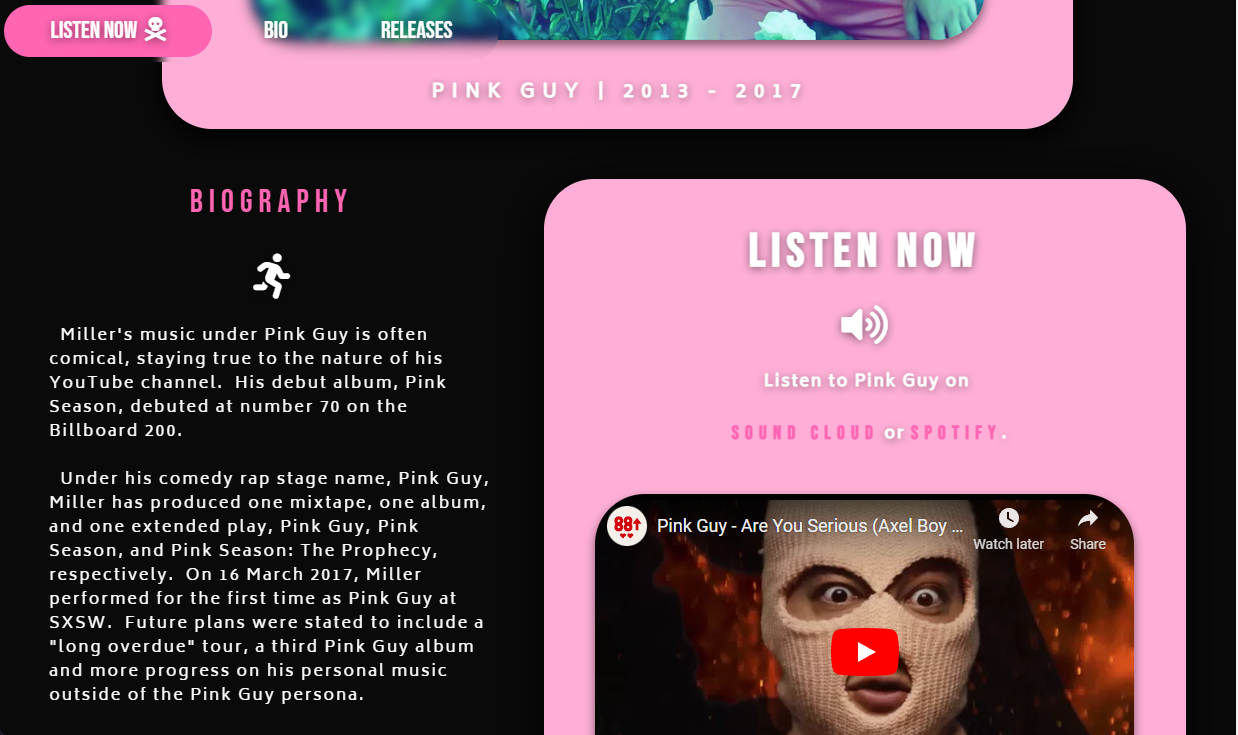 LISTEN NOW
BIO
RELEASES
PINK GUY | 2013 - 2017
BIOGRAPHY
Miller's music under Pink Guy is often
comical, staying true to the nature of his
YouTube channel. His debut album, Pink
Season, debuted at number 70 on the
Billboard 200.
Under his comedy rap stage name, Pink Guy,
Miller has produced one mixtape, one album,
and one extended play, Pink Guy, Pink
Season, and Pink Season: The Prophecy,
respectively. On 16 March 2017, Miller
performed for the first time as Pink Guy at
SXSW. Future plans were stated to include a
"long overdue" tour, a third Pink Guy album
and more progress on his personal music
outside of the Pink Guy persona.
LISTEN NOW
Listen to Pink Guy on
SOUND CLOUD or SPOTIFY.
88↑
Pink Guy - Are You Serious (Axel Boy ...
Watch later
Share